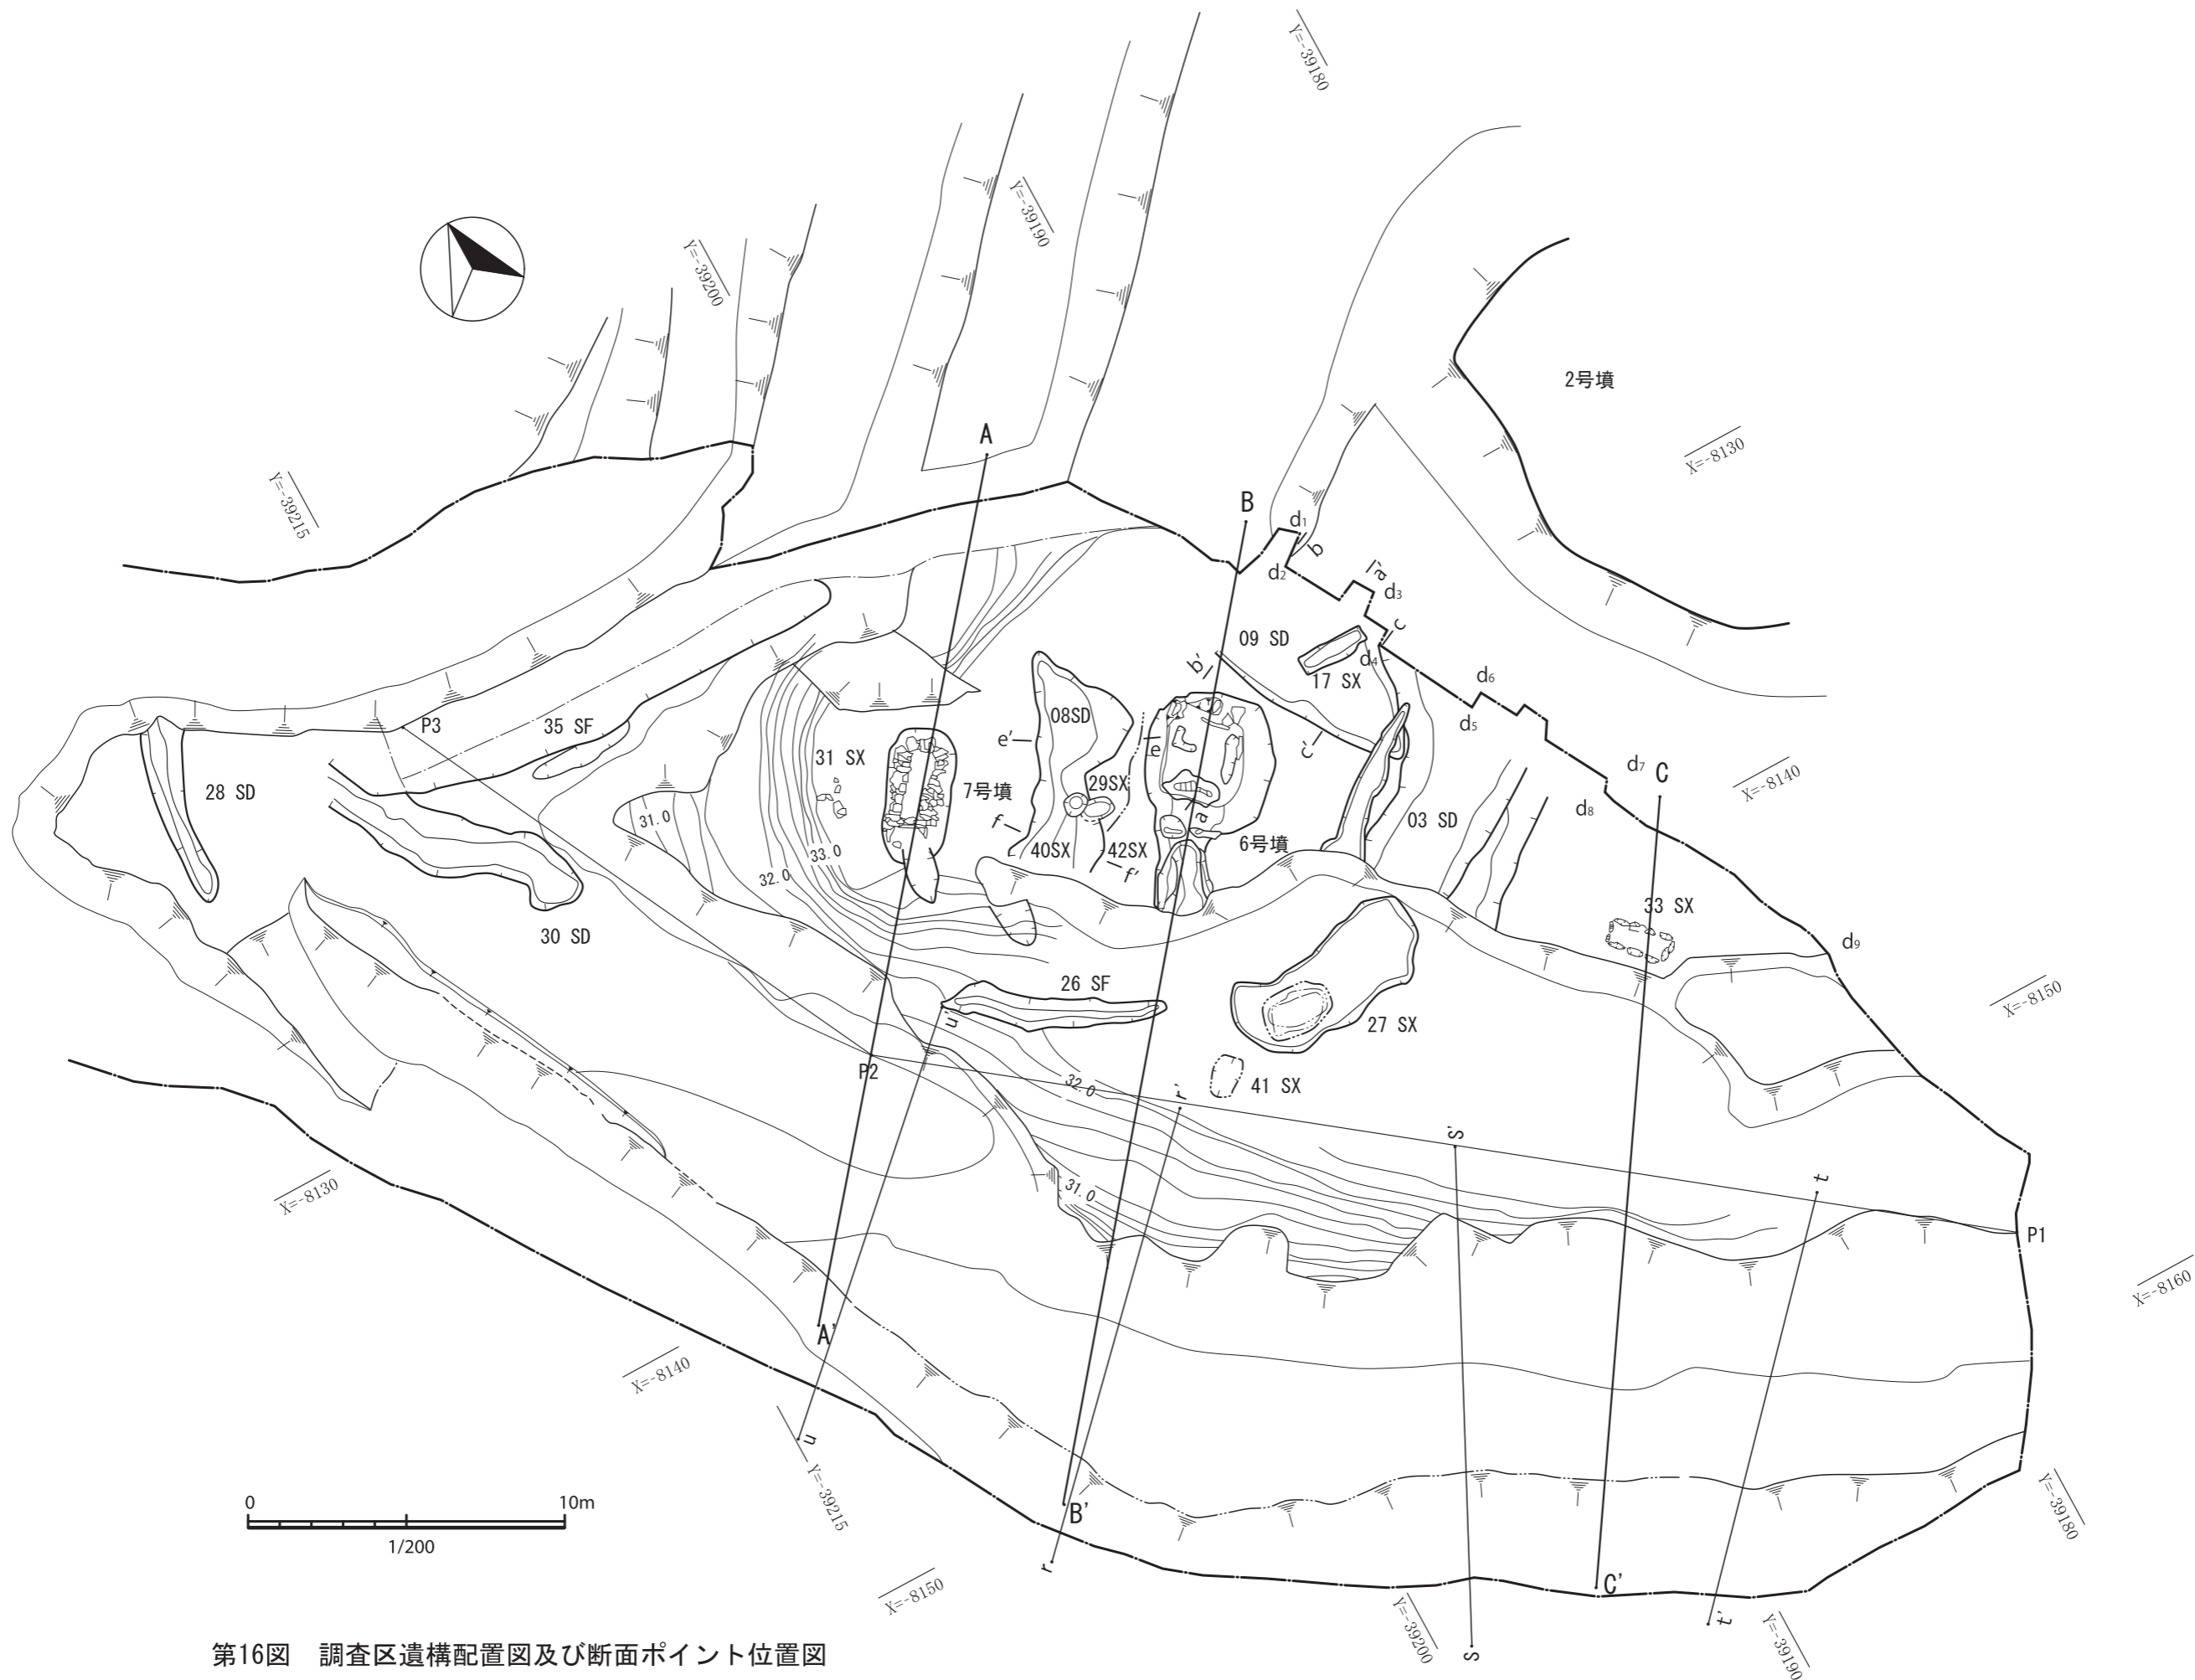 Y=-39180
Y=-39190
Y=-39200
2号墳
A
X=-8130
Y=-39215
B
d1
b
d2
a'
d3
c
09 SD
d4
b'
17 SX
d6
d5
P3
35 SF
08SD
e'
e
c'
31 SX
7号墳
29SX
d7
C
X=-8140
28 SD
31.0
a
d8
f
03 SD
33.0
40SX
42SX
6号墳
32.0
f'
33 SX
30 SD
d9
26 SF
X=-8150
u'
27 SX
P2
32.0
r'
41 SX
s'
X=-8130
31.0
t
P1
X=-8160
A'
X=-8140
u
Y=-39215
0
10m
1/200
B'
Y=-39180
r
X=-8150
C'
Y=-39200
t'
Y=-39190
s
第16図 調査区遺構配置図及び断面ポイント位置図